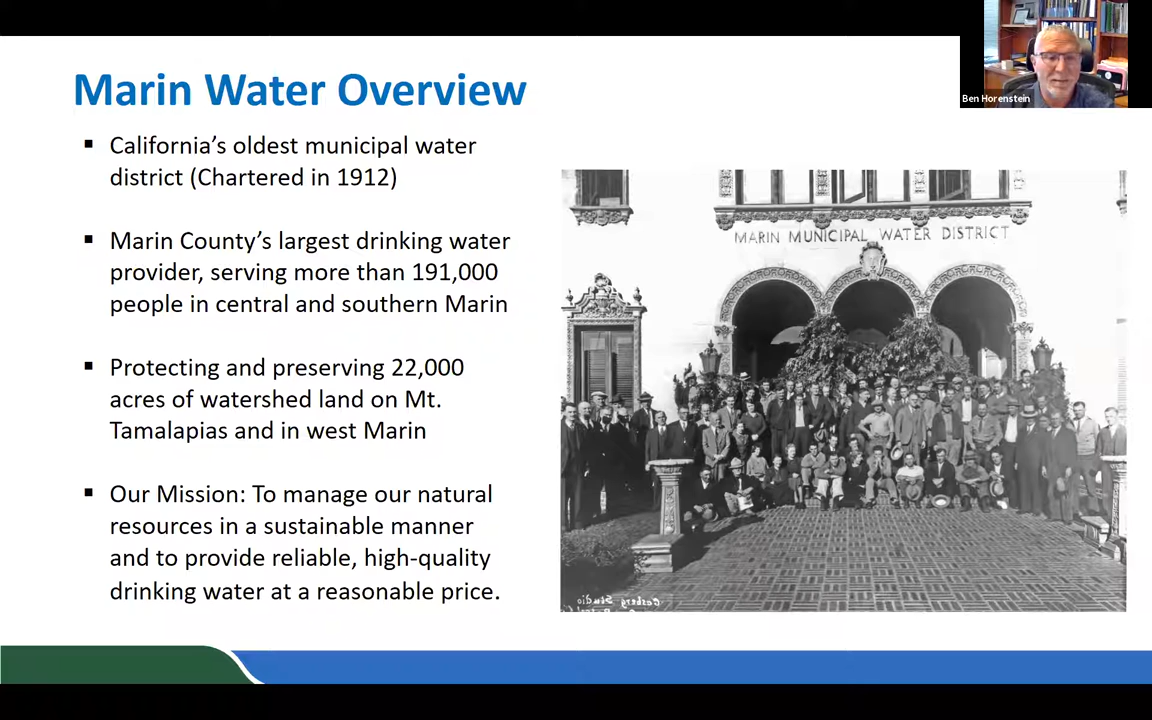 Ben Horenstein
Marin Water Overview
▪ California’s oldest municipal water
district (Chartered in 1912)
▪ Marin County’s largest drinking water
provider, serving more than 191,000
people in central and southern Marin
▪ Protecting and preserving 22,000
acres of watershed land on Mt.
Tamalapias and in west Marin
▪ Our Mission: To manage our natural
resources in a sustainable manner
and to provide reliable, high-quality
drinking water at a reasonable price.
MARIN MUNICIPAL WATER DISTRICT
Studio